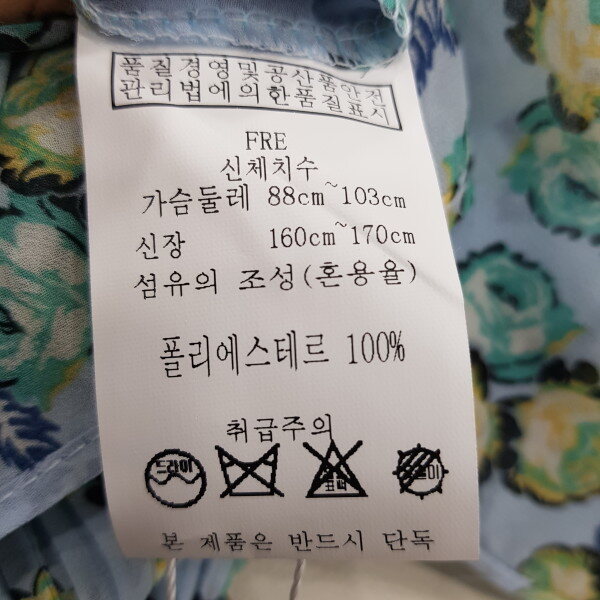 품질경영및공산품안전
관리법에의한품질표시
FRE
신체치수
가슴둘레 88cm~103cm
신장 160cm~170cm
섬유의 조성(혼용율)
폴리에스테르 100%
취급주의
드라이
표백
본 제품은 반드시 단독